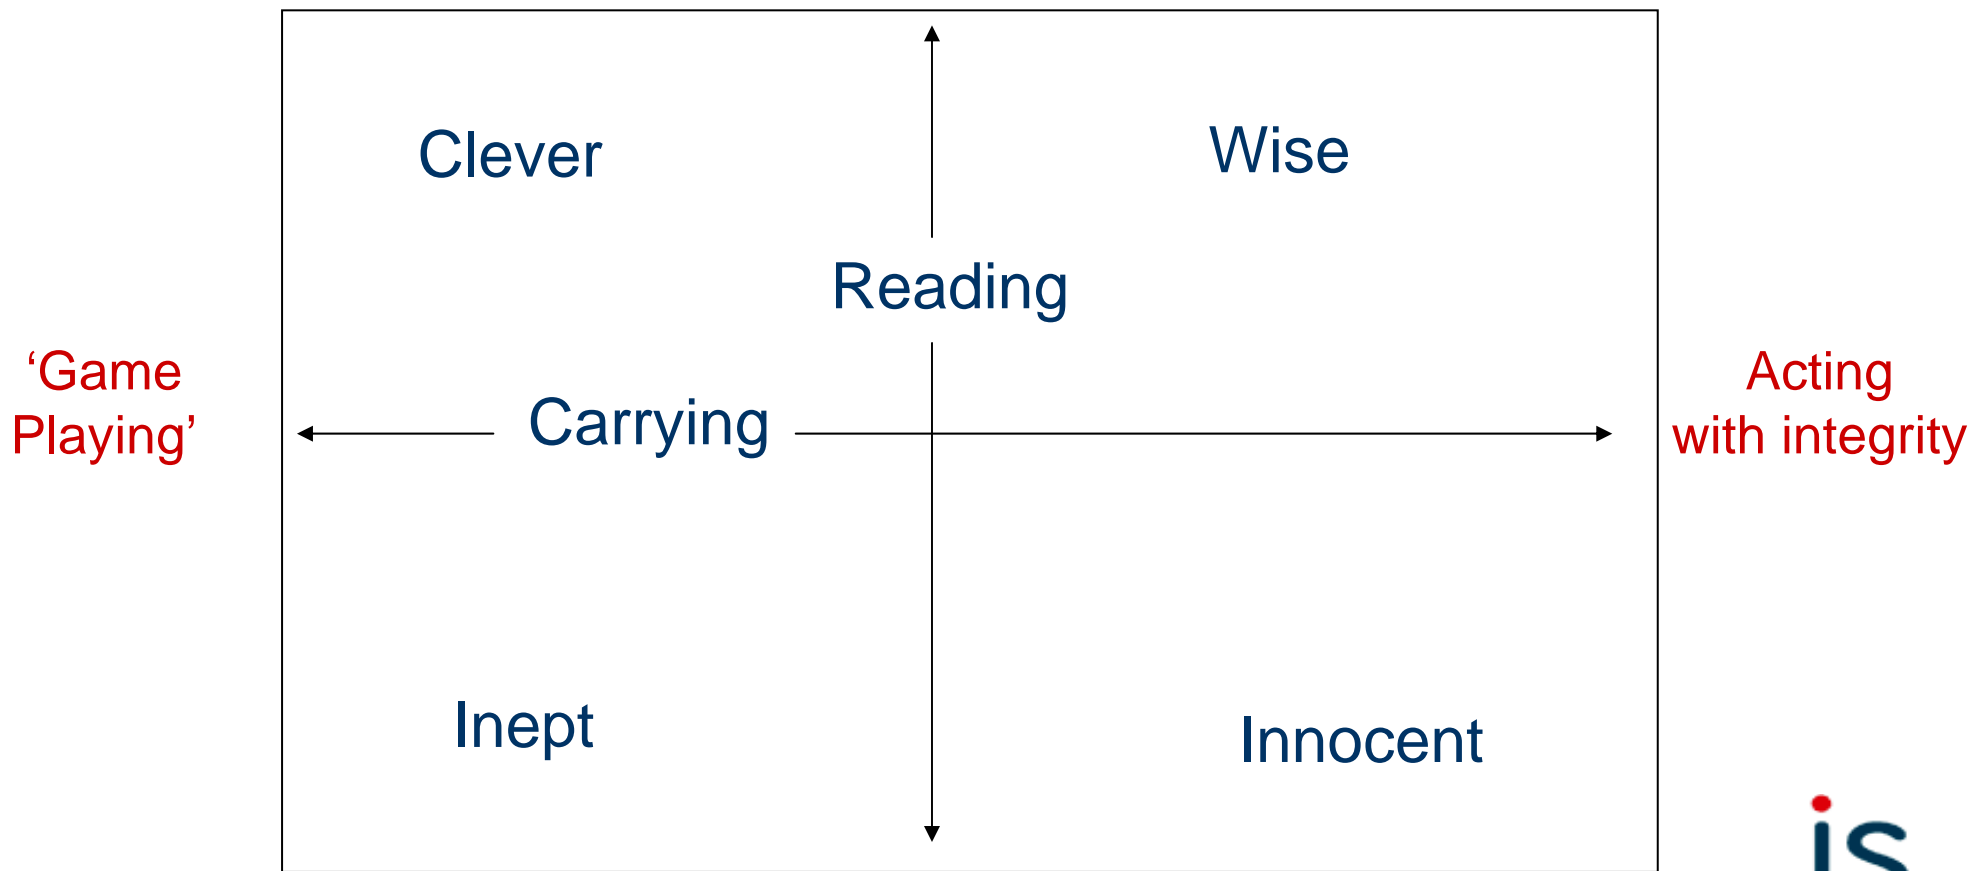 Clever
Wise
Reading
‘Game
Playing’
Carrying
Acting
with integrity
Inept
Innocent
is